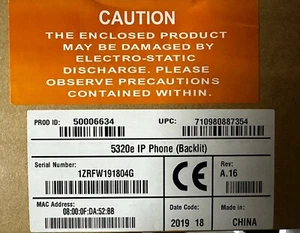 CAUTION
THE ENCLOSED PRODUCT
MAY BE DAMAGED BY
ELECTRO-STATIC
DISCHARGE. PLEASE
OBSERVE PRECAUTIONS
CONTAINED WITHIN.
PROD ID: 50006634 UPC: 710980887354
5320e IP Phone (Backlit)
Serial Number: Rev:
1ZRFW191804G CE A.16
MAC Address: Date Code: Made in:
08:00:0F:DA:52:BB 2019 18 CHINA